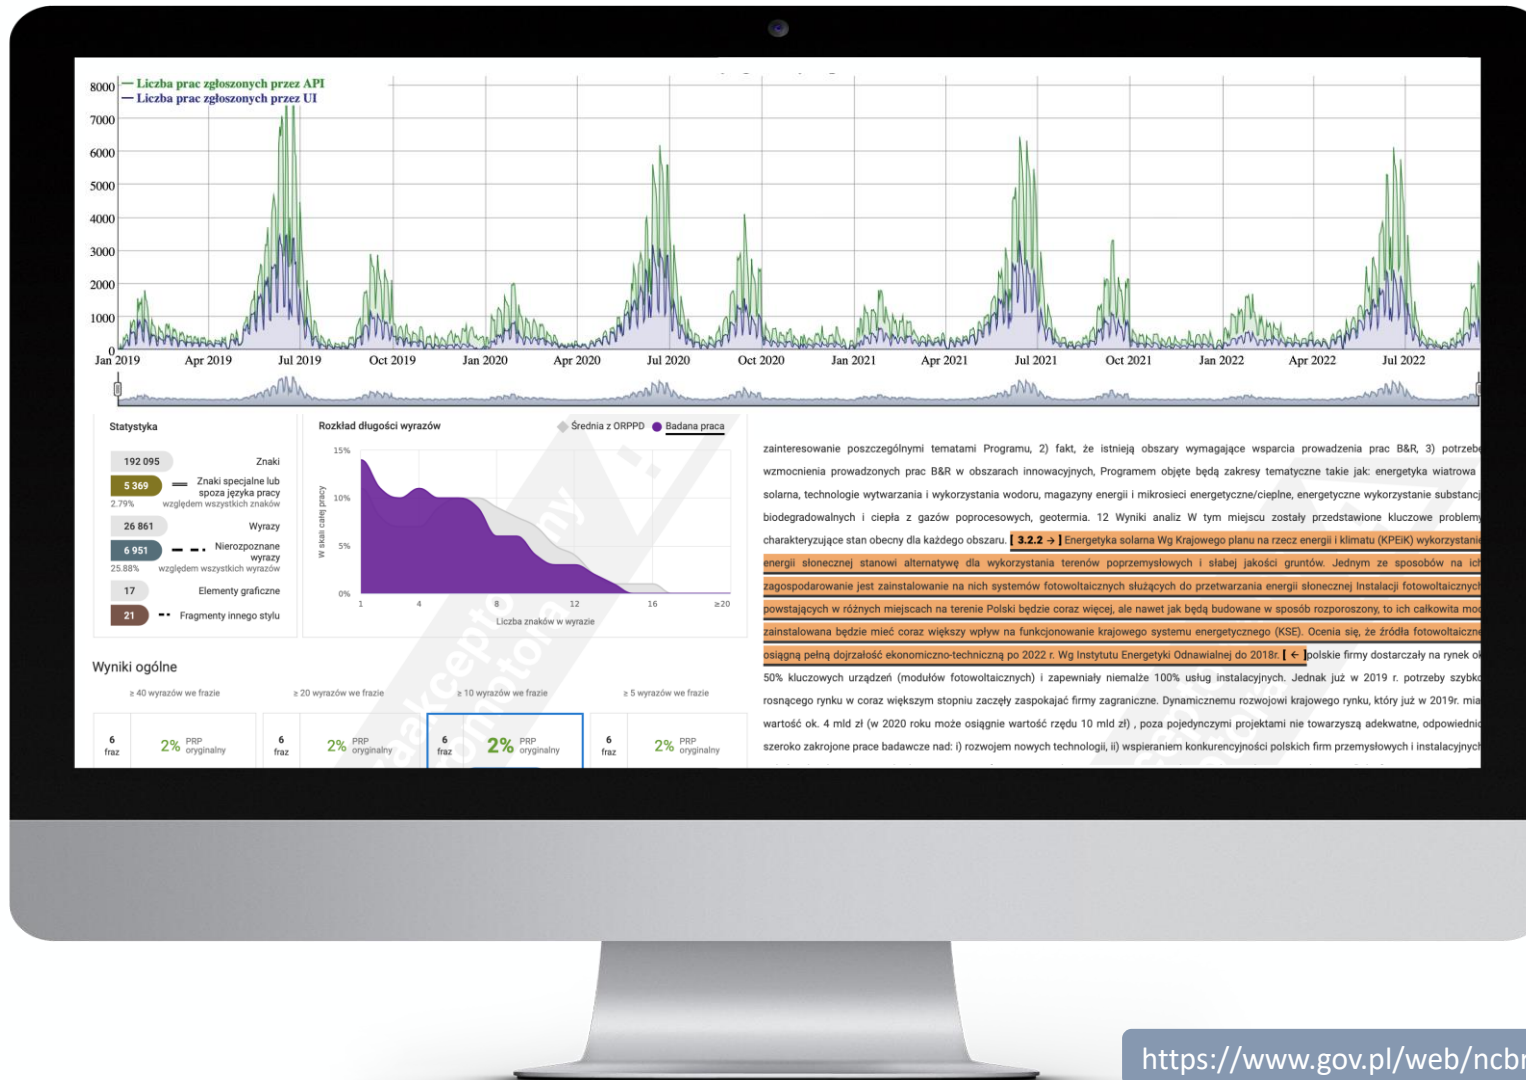 Liczba prac zgłoszonych przez API
Liczba prac zgłoszonych przez UI
8000
7000
6000
5000
4000
3000
2000
1000
0
Jan 2019 Apr 2019 Jul 2019 Oct 2019 Jan 2020 Apr 2020 Jul 2020 Oct 2020 Jan 2021 Apr 2021 Jul 2021 Oct 2021 Jan 2022 Apr 2022 Jul 2022
Statystyka
192 095 Znaki
5 369 Znaki specjalne lub
spoza języka pracy
2.79% względem wszystkich znaków
26 861 Wyrazy
6 951 Nierozpoznane
wyrazy
25.88% względem wszystkich wyrazów
17 Elementy graficzne
21 Fragmenty innego stylu
Rozkład długości wyrazów Średnia z ORPPD Badana praca
W skali całej pracy
15%
10%
5%
0%
1 4 8 12 16 ≥20
Liczba znaków w wyrazie
Wyniki ogólne
≥ 40 wyrazów we frazie ≥ 20 wyrazów we frazie ≥ 10 wyrazów we frazie ≥ 5 wyrazów we frazie
6 fraz 2% PRP oryginalny 6 fraz 2% PRP oryginalny 6 fraz 2% PRP oryginalny 6 fraz 2% PRP oryginalny
zainteresowanie poszczególnymi tematami Programu, 2) fakt, że istnieją obszary wymagające wsparcia prowadzenia prac B&R, 3) potrzebę
wzmocnienia prowadzonych prac B&R w obszarach innowacyjnych, Programem objęte będą zakresy tematyczne takie jak: energetyka wiatrowa
solarna, technologie wytwarzania i wykorzystania wodoru, magazyny energii i mikrosieci energetyczne/cieplne, energetyczne wykorzystanie substancj
biodegradowalnych i ciepła z gazów poprocesowych, geotermia. 12 Wyniki analiz W tym miejscu zostały przedstawione kluczowe problemy
charakteryzujące stan obecny dla każdego obszaru. [ 3.2.2 → ] Energetyka solarna Wg Krajowego planu na rzecz energii i klimatu (KPEiK) wykorzystanie
energii słonecznej stanowi alternatywę dla wykorzystania terenów poprzemysłowych i słabej jakości gruntów. Jednym ze sposobów na ich
zagospodarowanie jest zainstalowanie na nich systemów fotowoltaicznych służących do przetwarzania energii słonecznej Instalacji fotowoltaicznych
powstających w różnych miejscach na terenie Polski będzie coraz więcej, ale nawet jak będą budowane w sposób rozporoszony, to ich całkowita moc
zainstalowana będzie mieć coraz większy wpływ na funkcjonowanie krajowego systemu energetycznego (KSE). Ocenia się, że źródła fotowoltaiczne
osiągną pełną dojrzałość ekonomiczno-techniczną po 2022 r. Wg Instytutu Energetyki Odnawialnej do 2018r. [ ← ]polskie firmy dostarczały na rynek ok
50% kluczowych urządzeń (modułów fotowoltaicznych) i zapewniały niemalże 100% usług instalacyjnych. Jednak już w 2019 r. potrzeby szybko
rosnącego rynku w coraz większym stopniu zaczęły zaspokajać firmy zagraniczne. Dynamicznemu rozwojowi krajowego rynku, który już w 2019r. mia
wartość ok. 4 mld zł (w 2020 roku może osiągnie wartość rzędu 10 mld zł) , poza pojedynczymi projektami nie towarzyszą adekwatne, odpowiednio
szeroko zakrojone prace badawcze nad: i) rozwojem nowych technologii, ii) wspieraniem konkurencyjności polskich firm przemysłowych i instalacyjnych
https://www.gov.pl/web/ncbr